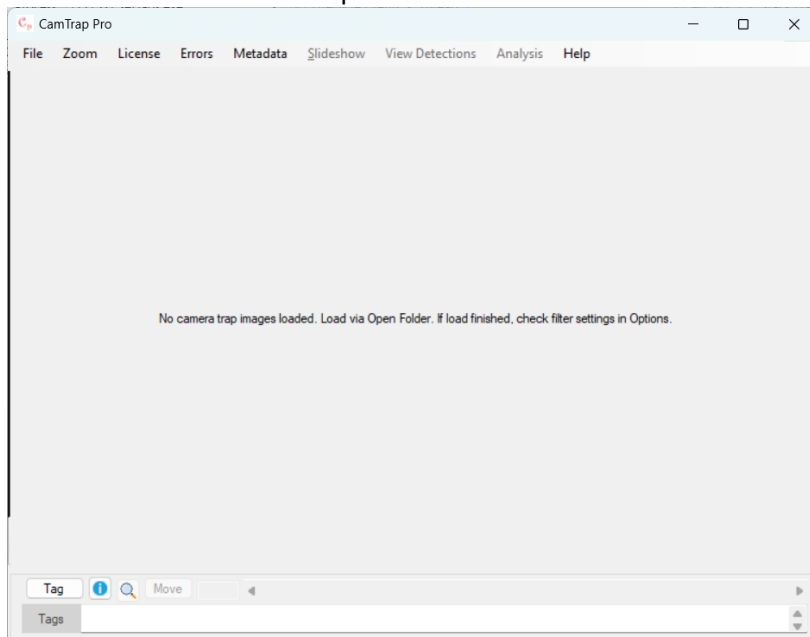 CamTrap Pro
File Zoom License Errors Metadata Slideshow View Detections Analysis Help
No camera trap images loaded. Load via Open Folder. If load finished, check filter settings in Options.
Tag Move
Tags